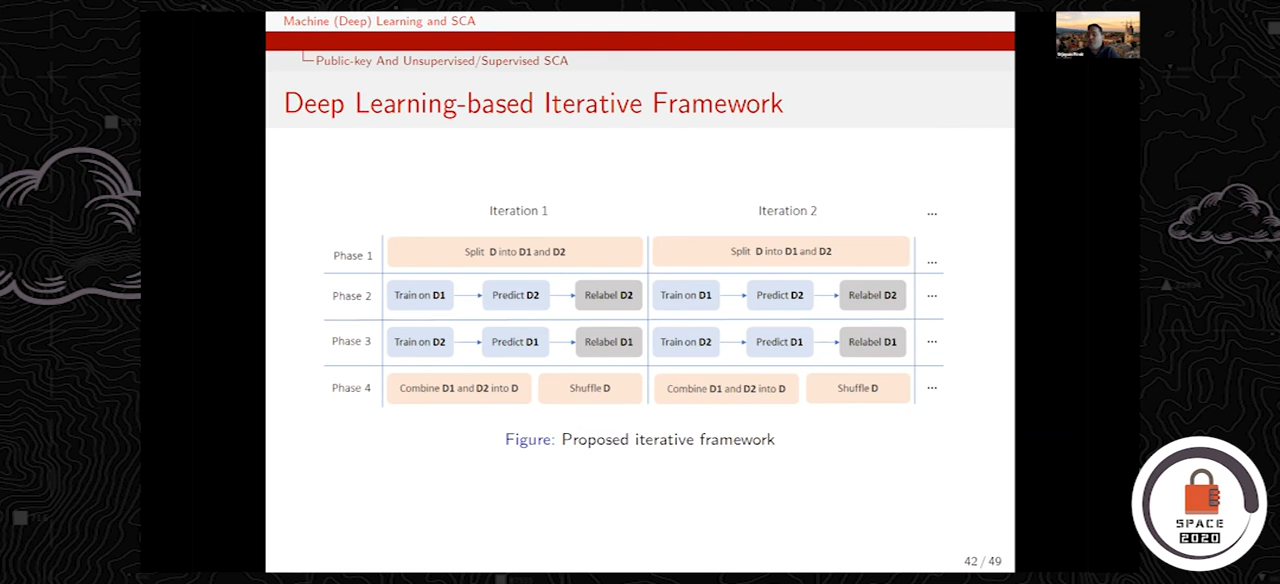 Machine (Deep) Learning and SCA
Public-key And Unsupervised/Supervised SCA
Deep Learning-based Iterative Framework
Iteration 1 Iteration 2 ...
Phase 1 Split D into D1 and D2 Split D into D1 and D2 ...
Phase 2 Train on D1 Predict D2 Relabel D2 Train on D1 Predict D2 Relabel D2 ...
Phase 3 Train on D2 Predict D1 Relabel D1 Train on D2 Predict D1 Relabel D1 ...
Phase 4 Combine D1 and D2 into D Shuffle D Combine D1 and D2 into D Shuffle D ...
Figure: Proposed iterative framework
42 / 49
SPACE
2020